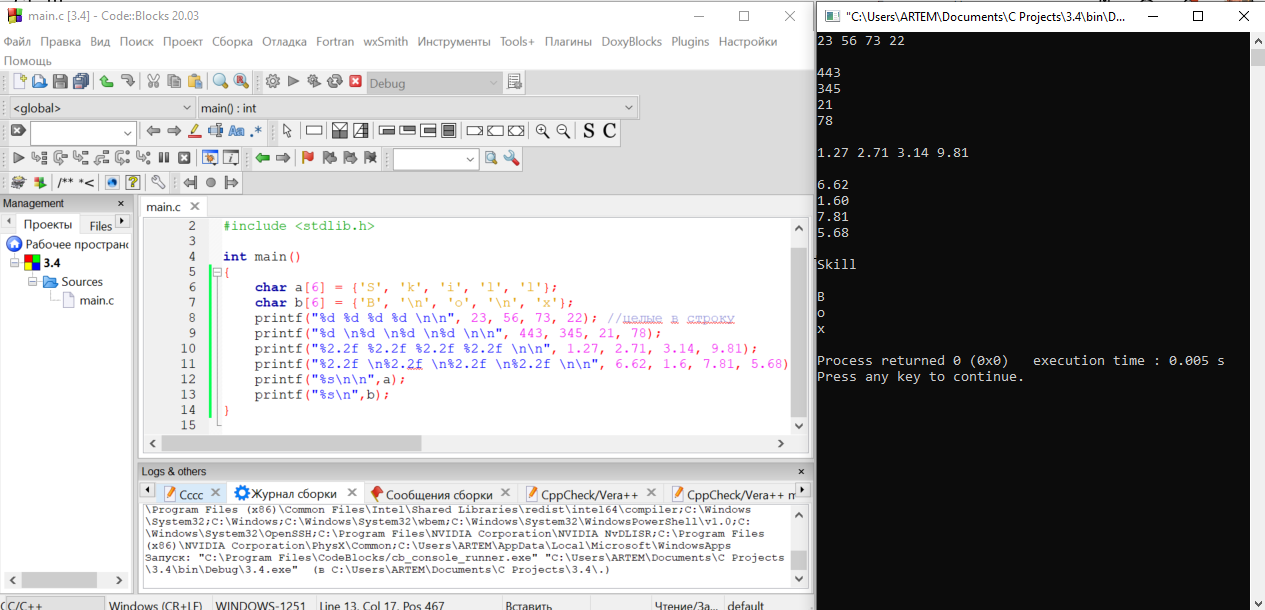 main.c [3.4] - Code::Blocks 20.03
Файл Правка Вид Поиск Проект Сборка Отладка Fortran wxSmith Инструменты Tools+ Плагины DoxyBlocks Plugins Настройки
Помощь
Debug
<global> main() : int
S C
/** *<
Management
Проекты Files
Рабочее пространс
3.4
Sources
main.c
main.c
2 #include <stdlib.h>
3
4 int main()
5 {
6 char a[6] = {'S', 'k', 'i', 'l', 'l'};
7 char b[6] = {'B', '\n', 'o', '\n', 'x'};
8 printf("%d %d %d %d \n\n", 23, 56, 73, 22); //целые в строку
9 printf("%d \n%d \n%d \n%d \n\n", 443, 345, 21, 78);
10 printf("%2.2f %2.2f %2.2f %2.2f \n\n", 1.27, 2.71, 3.14, 9.81);
11 printf("%2.2f \n%2.2f \n%2.2f \n%2.2f \n\n", 6.62, 1.6, 7.81, 5.68)
12 printf("%s\n\n",a);
13 printf("%s\n",b);
14 }
15
Logs & others
Cccc Журнал сборки Сообщения сборки CppCheck/Vera++ CppCheck/Vera++ m
\Program Files (x86)\Common Files\Intel\Shared Libraries\redist\intel64\compiler;C:\Windows
\System32;C:\Windows;C:\Windows\System32\wbem;C:\Windows\System32\WindowsPowerShell\v1.0;C:
\Windows\System32\OpenSSH;C:\Program Files\NVIDIA Corporation\NVIDIA NvDLISR;C:\Program Files
(x86)\NVIDIA Corporation\PhysX\Common;C:\Users\ARTEM\AppData\Local\Microsoft\WindowsApps
Запуск: "C:\Program Files\CodeBlocks/cb_console_runner.exe" "C:\Users\ARTEM\Documents\C Projects
\3.4\bin\Debug\3.4.exe" (в C:\Users\ARTEM\Documents\C Projects\3.4\.)
C/C++ Windows (CR+LF) WINDOWS-1251 Line 13, Col 17, Pos 467 Вставить Чтение/За... default
"C:\Users\ARTEM\Documents\C Projects\3.4\bin\D...
23 56 73 22
443
345
21
78
1.27 2.71 3.14 9.81
6.62
1.60
7.81
5.68
Skill
B
o
x
Process returned 0 (0x0) execution time : 0.005 s
Press any key to continue.